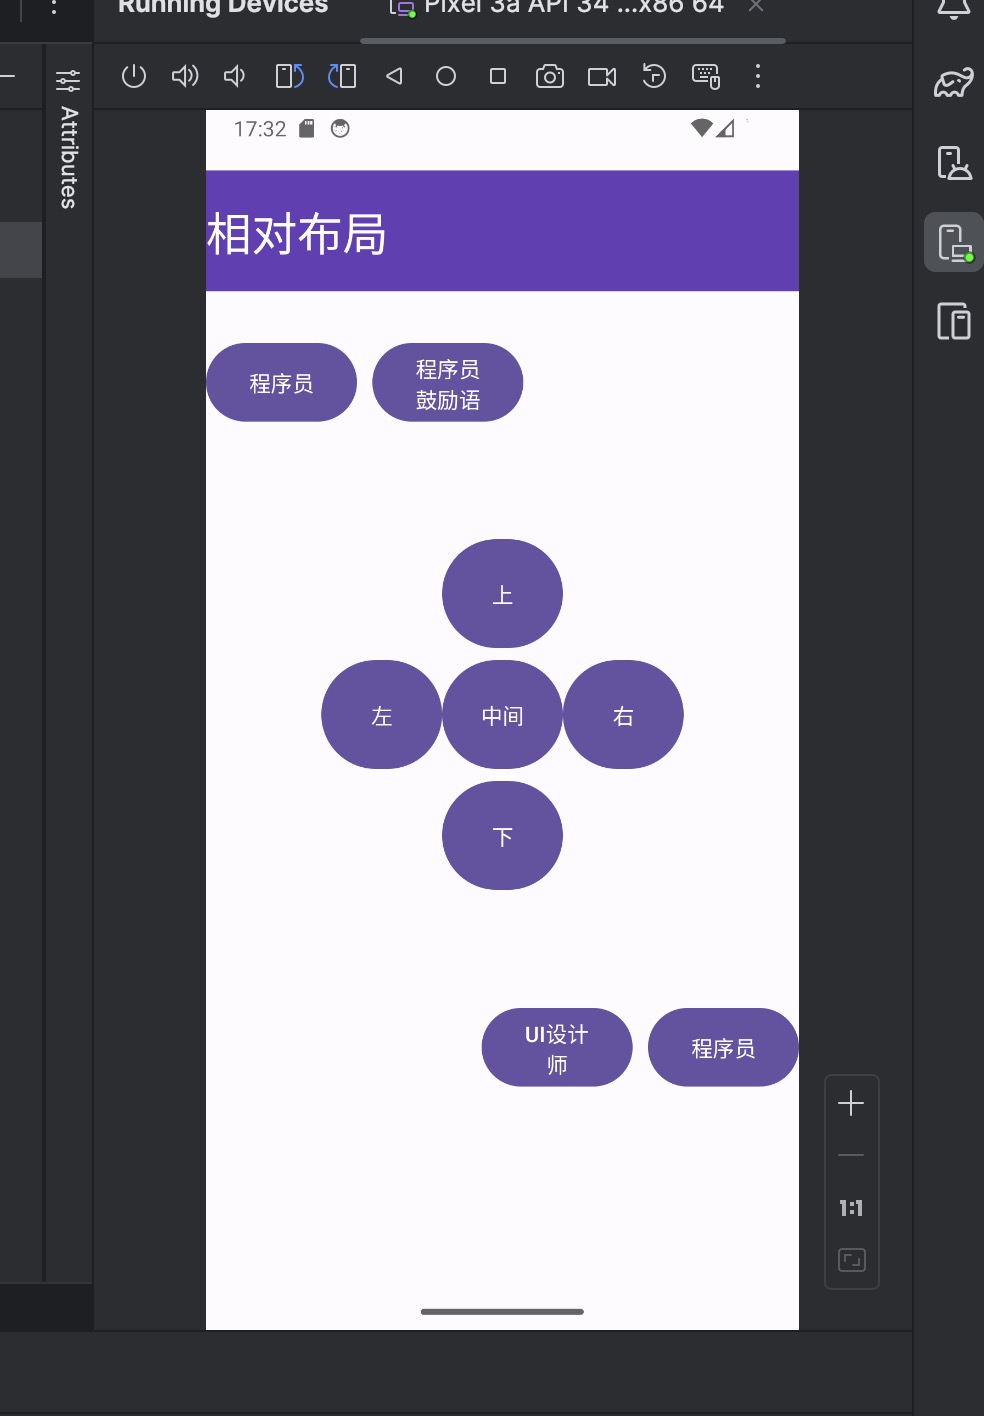 Running Devices
Pixel 3a API 34 ...x86 64
Attributes
17:32
相对布局
程序员
程序员
鼓励语
上
左
中间
右
下
UI设计
师
程序员
1:1